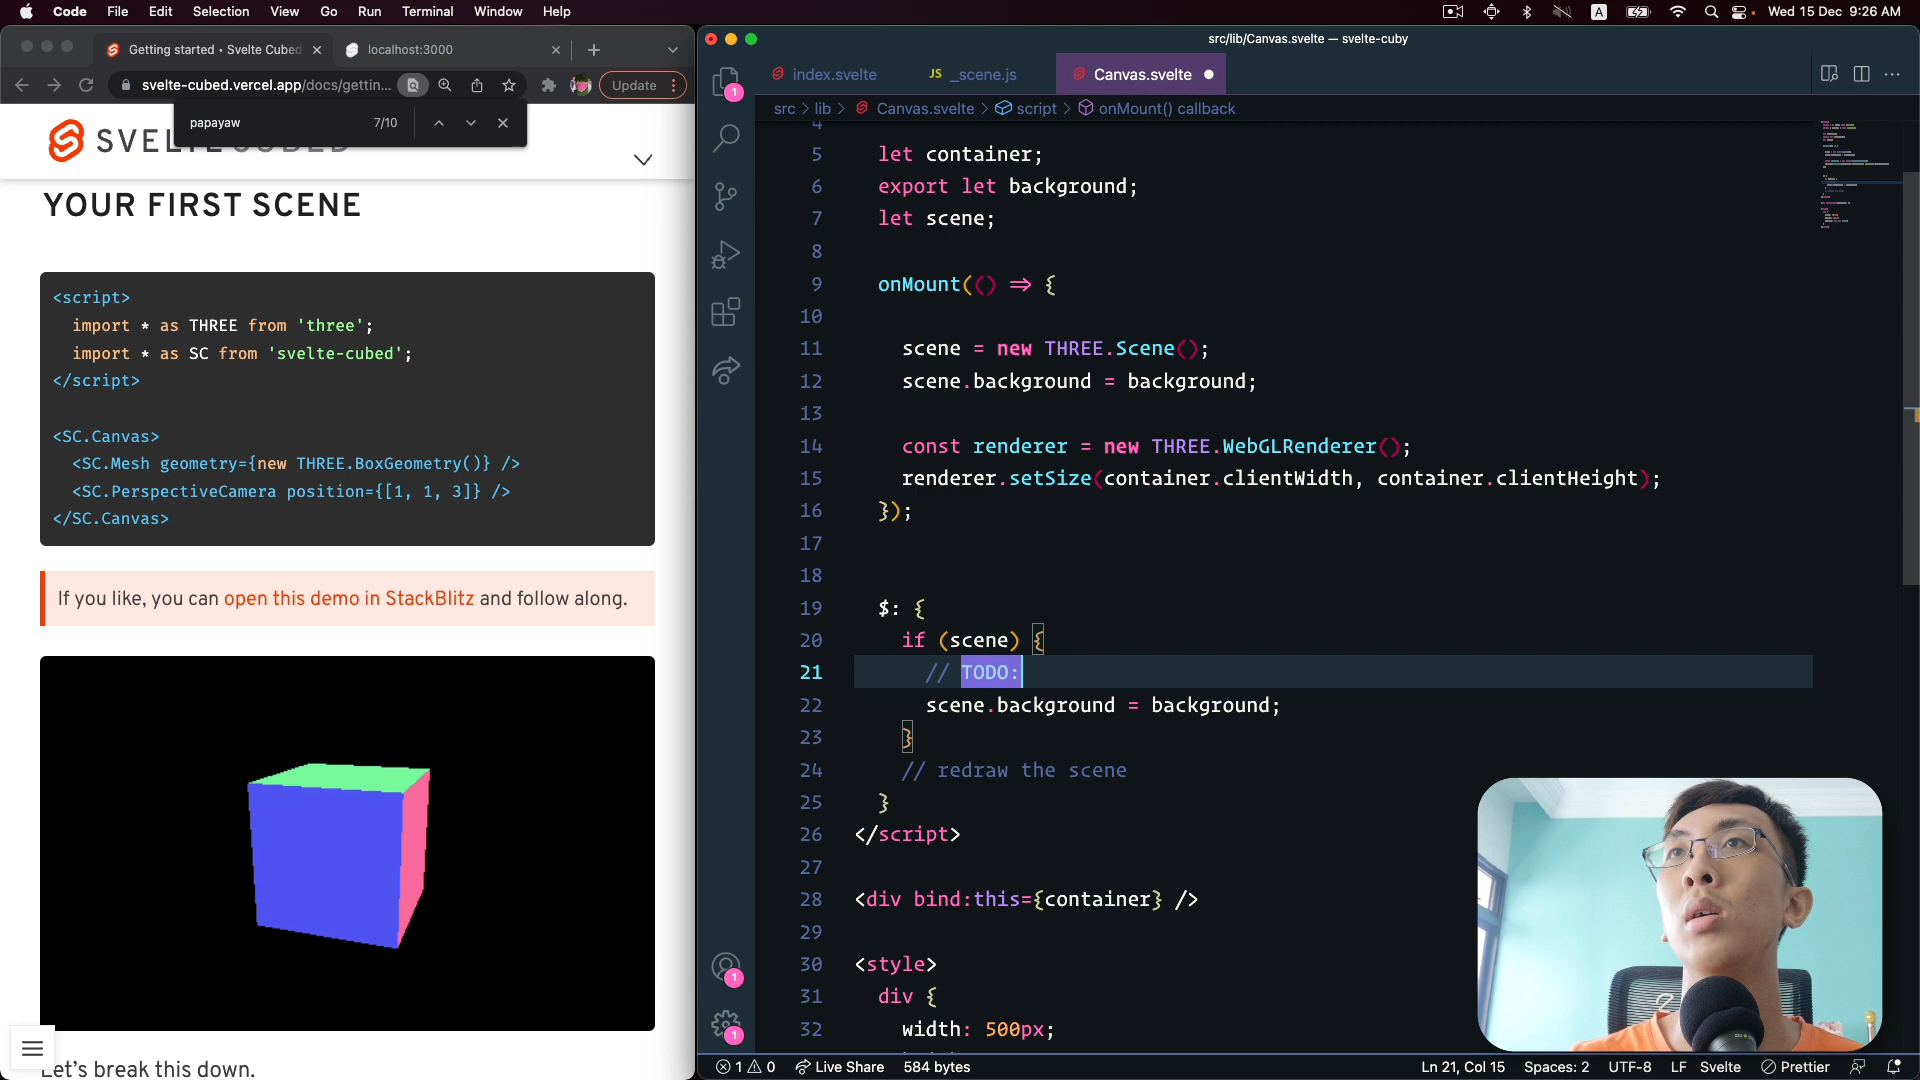 Code File Edit Selection View Go Run Terminal Window Help
A Wed 15 Dec 9:26 AM
Getting started • Svelte Cubed
localhost:3000
svelte-cubed.vercel.app/docs/gettin...
Update
papayaw 7/10
YOUR FIRST SCENE
<script>
import * as THREE from 'three';
import * as SC from 'svelte-cubed';
</script>
<SC.Canvas>
<SC.Mesh geometry={new THREE.BoxGeometry()} />
<SC.PerspectiveCamera position={[1, 1, 3]} />
</SC.Canvas>
If you like, you can open this demo in StackBlitz and follow along.
Let's break this down.
src/lib/Canvas.svelte — svelte-cuby
index.svelte
JS _scene.js
Canvas.svelte
src > lib > Canvas.svelte > script > onMount() callback
1
1
1
4
5 let container;
6 export let background;
7 let scene;
8
9 onMount(() => {
10
11 scene = new THREE.Scene();
12 scene.background = background;
13
14 const renderer = new THREE.WebGLRenderer();
15 renderer.setSize(container.clientWidth, container.clientHeight);
16 });
17
18
19 $: {
20 if (scene) {
21 // TODO:
22 scene.background = background;
23 }
24 // redraw the scene
25 }
26 </script>
27
28 <div bind:this={container} />
29
30 <style>
31 div {
32 width: 500px;
1 0 Live Share 584 bytes
Ln 21, Col 15 Spaces: 2 UTF-8 LF Svelte Prettier